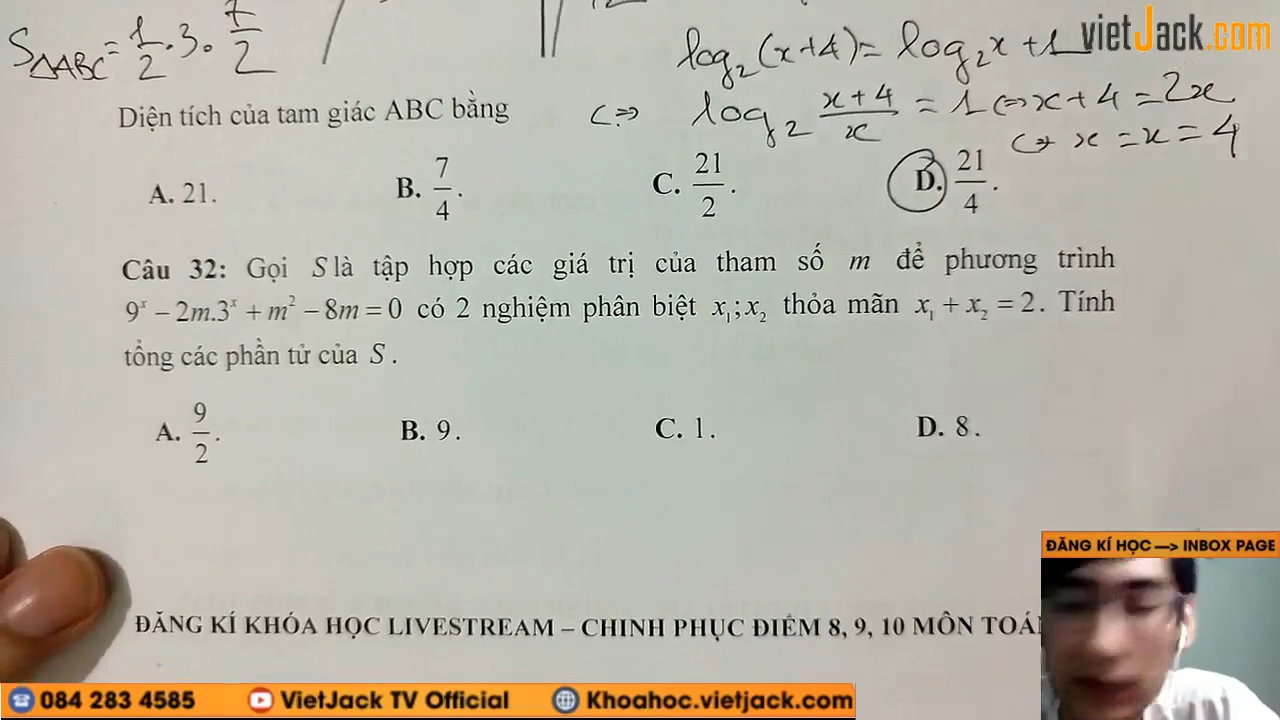 S△ABC = 1/2 . 3 . 7/2
log₂(x+4) = log₂x + 1
vietJack.com
<=> log₂ (x+4)/x = 1 <=> x+4 = 2x
<=> x = x = 4
Diện tích của tam giác ABC bằng
A. 21. B. 7/4. C. 21/2. D. 21/4.
Câu 32: Gọi S là tập hợp các giá trị của tham số m để phương trình
9ˣ − 2m.3ˣ + m² − 8m = 0 có 2 nghiệm phân biệt x₁; x₂ thỏa mãn x₁ + x₂ = 2. Tính
tổng các phần tử của S.
A. 9/2. B. 9. C. 1. D. 8.
ĐĂNG KÍ HỌC —> INBOX PAGE
ĐĂNG KÍ KHÓA HỌC LIVESTREAM – CHINH PHỤC ĐIỂM 8, 9, 10 MÔN TOÁN
084 283 4585 VietJack TV Official Khoahoc.vietjack.com